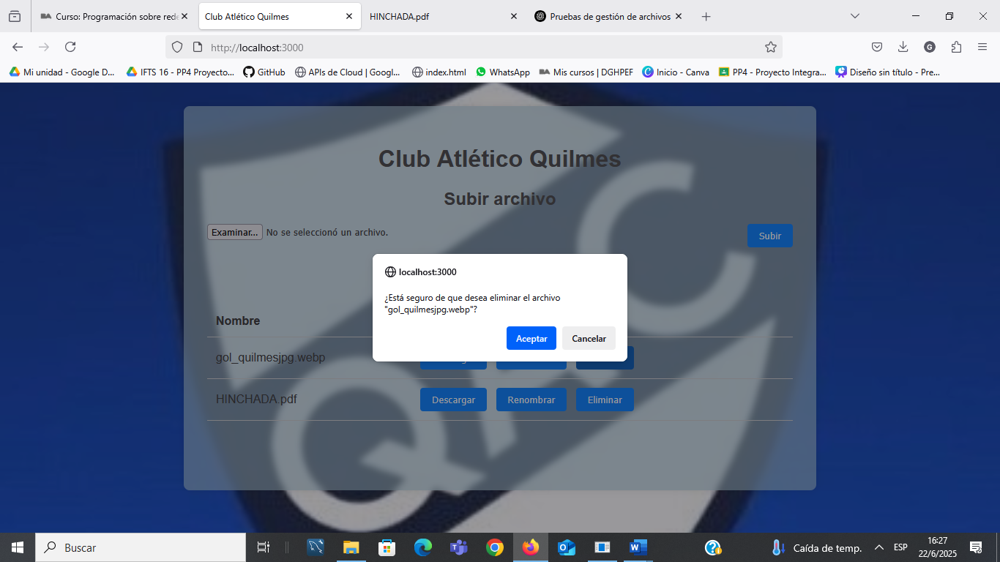 Curso: Programación sobre rede
Club Atlético Quilmes
HINCHADA.pdf
Pruebas de gestión de archivos
http://localhost:3000
G
Mi unidad - Google D...
IFTS 16 - PP4 Proyecto...
GitHub
APIs de Cloud | Googl...
index.html
WhatsApp
Mis cursos | DGHPEF
Inicio - Canva
PP4 - Proyecto Integra...
Diseño sin título - Pre...
Club Atlético Quilmes
Subir archivo
Examinar... No se seleccionó un archivo.
Subir
localhost:3000
¿Está seguro de que desea eliminar el archivo
"gol_quilmesjpg.webp"?
Aceptar
Cancelar
Nombre
gol_quilmesjpg.webp
HINCHADA.pdf
Descargar
Renombrar
Eliminar
Buscar
Caída de temp.
ESP
16:27
22/6/2025